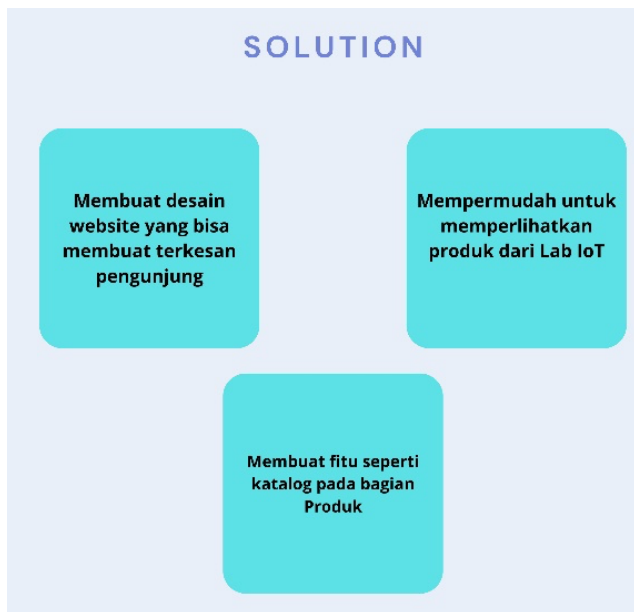 SOLUTION
Membuat desain
website yang bisa
membuat terkesan
pengunjung
Mempermudah untuk
memperlihatkan
produk dari Lab IoT
Membuat fitu seperti
katalog pada bagian
Produk